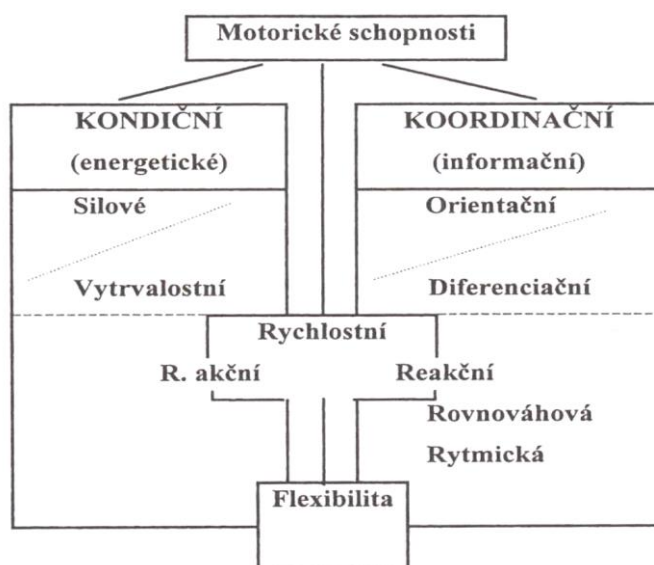 Motorické schopnosti
KONDIČNÍ
(energetické)
KOORDINAČNÍ
(informační)
Silové
Orientační
Vytrvalostní
Diferenciační
Rychlostní
R. akční
Reakční
Rovnováhová
Rytmická
Flexibilita